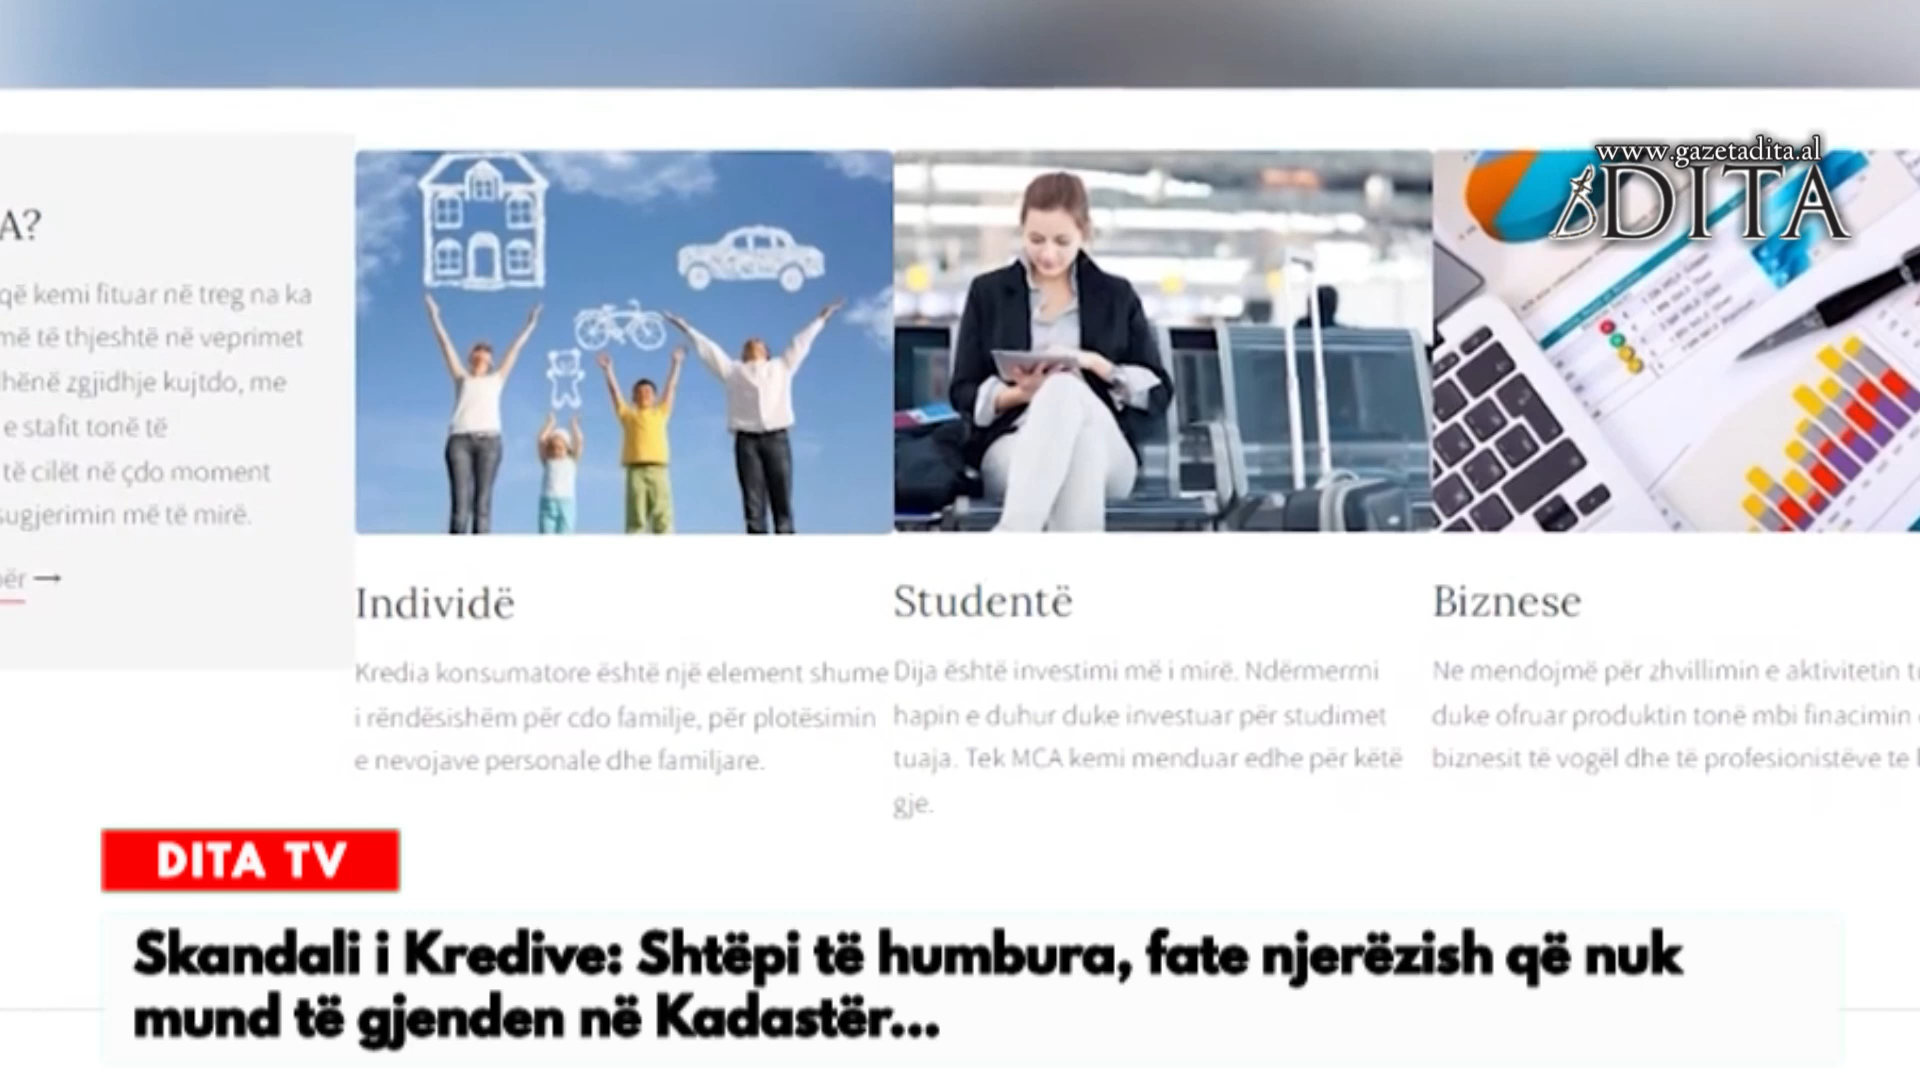 www.gazetadita.al
DITA
A?
që kemi fituar në treg na ka
më të thjeshtë në veprimet
zgjidhje kujtdo, me
e stafit tonë të
të cilët në çdo moment
sugjerimin më të mirë.
Individë
Kredia konsumatore është një element shume
i rëndësishëm për cdo familje, për plotësimin
e nevojave personale dhe familjare.
Studentë
Dija është investimi më i mirë. Ndërmerrni
hapin e duhur duke investuar për studimet
tuaja. Tek MCA kemi menduar edhe për këtë
gje.
Biznese
Ne mendojmë për zhvillimin e aktivitetin
duke ofruar produktin tonë mbi finacimin
biznesit të vogël dhe të profesionistëve te
DITA TV
Skandali i Kredive: Shtëpi të humbura, fate njerëzish që nuk
mund të gjenden në Kadastër...